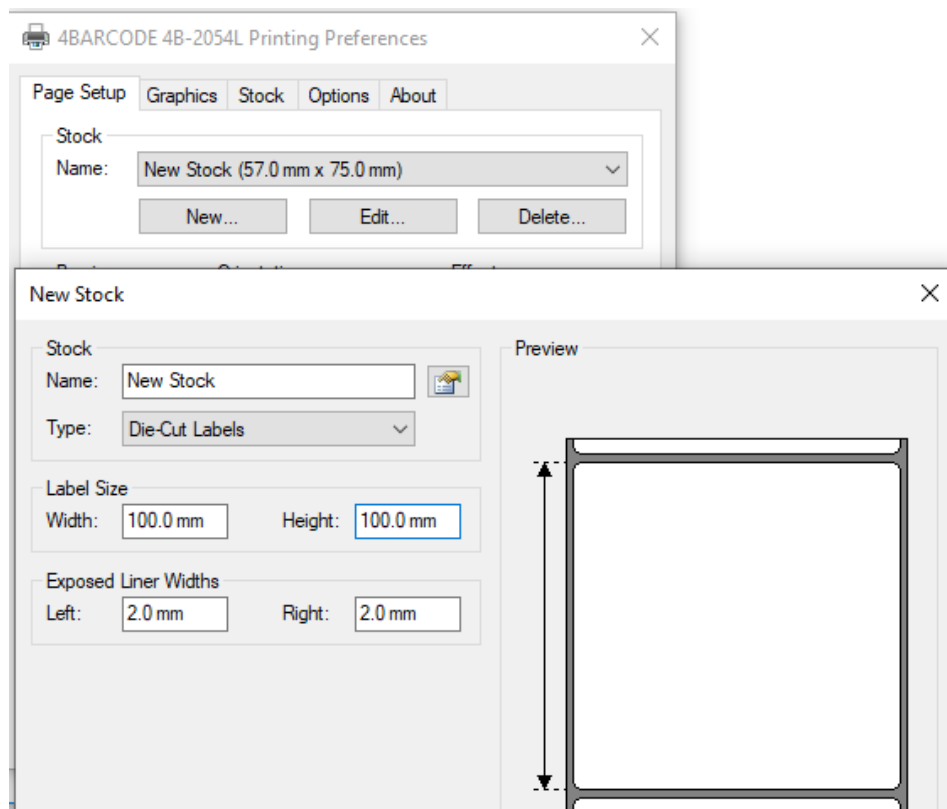 4BARCODE 4B-2054L Printing Preferences
Page Setup Graphics Stock Options About
Stock
Name: New Stock (57.0 mm x 75.0 mm)
New... Edit... Delete...
New Stock
Stock
Name: New Stock
Type: Die-Cut Labels
Label Size
Width: 100.0 mm Height: 100.0 mm
Exposed Liner Widths
Left: 2.0 mm Right: 2.0 mm
Preview